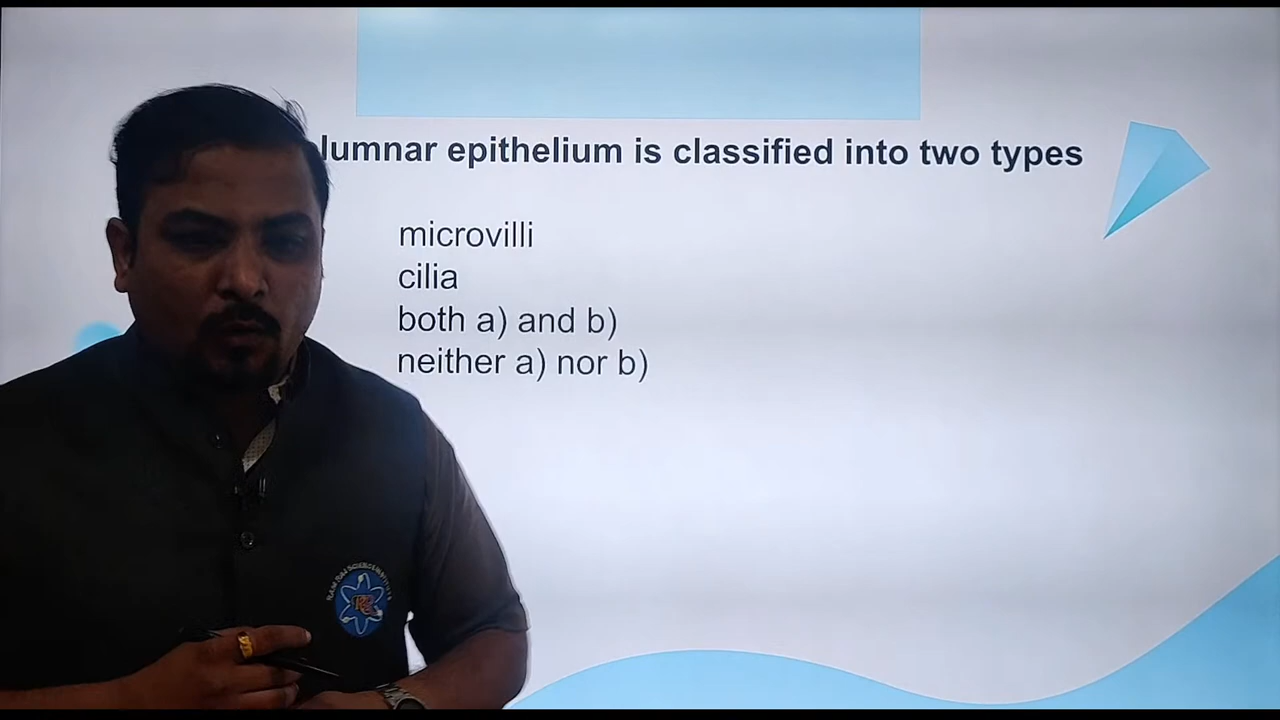 lumnar epithelium is classified into two types
microvilli
cilia
both a) and b)
neither a) nor b)